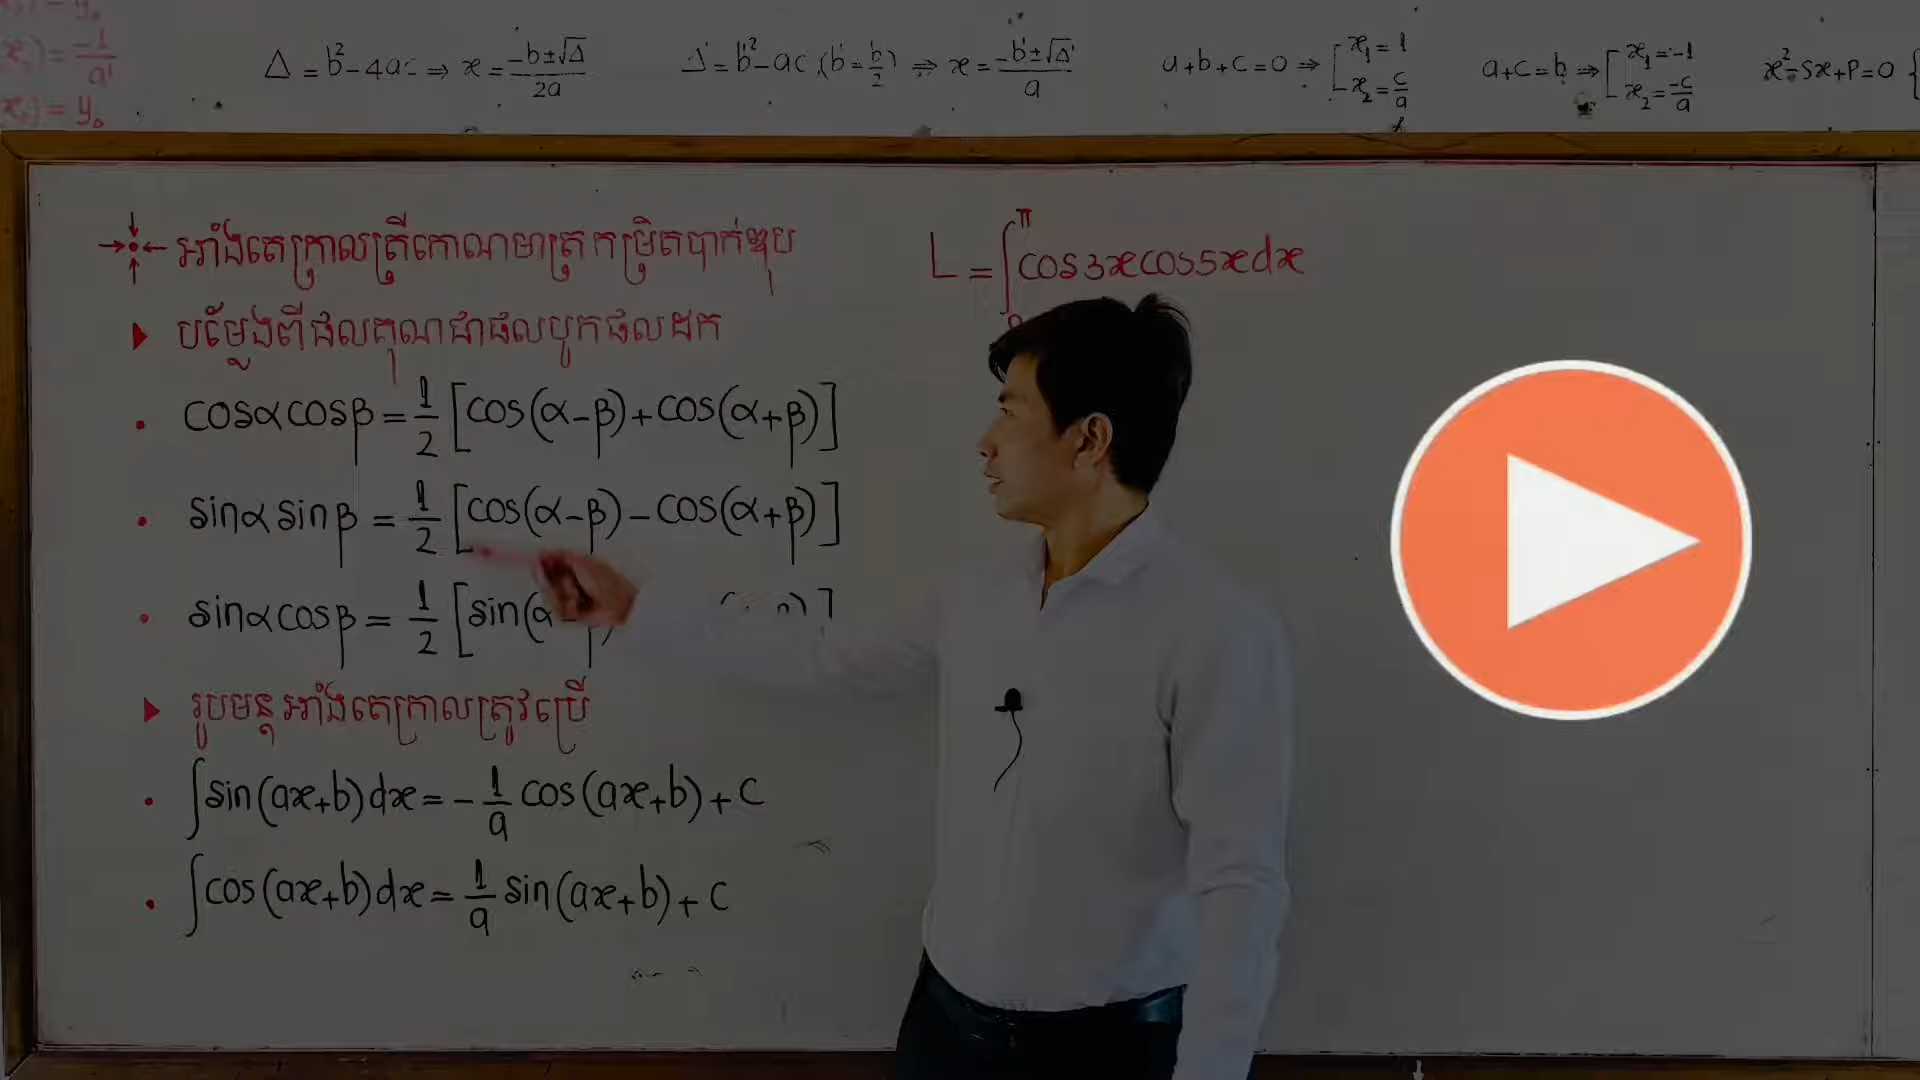 x) = -1/a'
x₀) = y₀
Δ = b² - 4ac ⇒ x = (-b ± √Δ)/2a
Δ' = b'² - ac, (b' = b/2) ⇒ x = (-b' ± √Δ')/a
a + b + c = 0 ⇒ [ x₁ = 1
x₂ = c/a
a + c = b ⇒ [ x₁ = -1
x₂ = -c/a
x² - Sx + P = 0 {
អាំងតេក្រាលត្រីកោណមាត្រកម្រិតបាក់ឌុប
▶ បម្លែងពីផលគុណជាផលបូកផលដក
• cosα cosβ = 1/2 [cos(α-β) + cos(α+β)]
• sinα sinβ = 1/2 [cos(α-β) - cos(α+β)]
• sinα cosβ = 1/2 [sin(α-β)
▶ រូបមន្តអាំងតេក្រាលត្រូវប្រើ
• ∫sin(ax+b)dx = -1/a cos(ax+b) + c
• ∫cos(ax+b)dx = 1/a sin(ax+b) + c
L = ∫₀^π cos3x cos5x dx